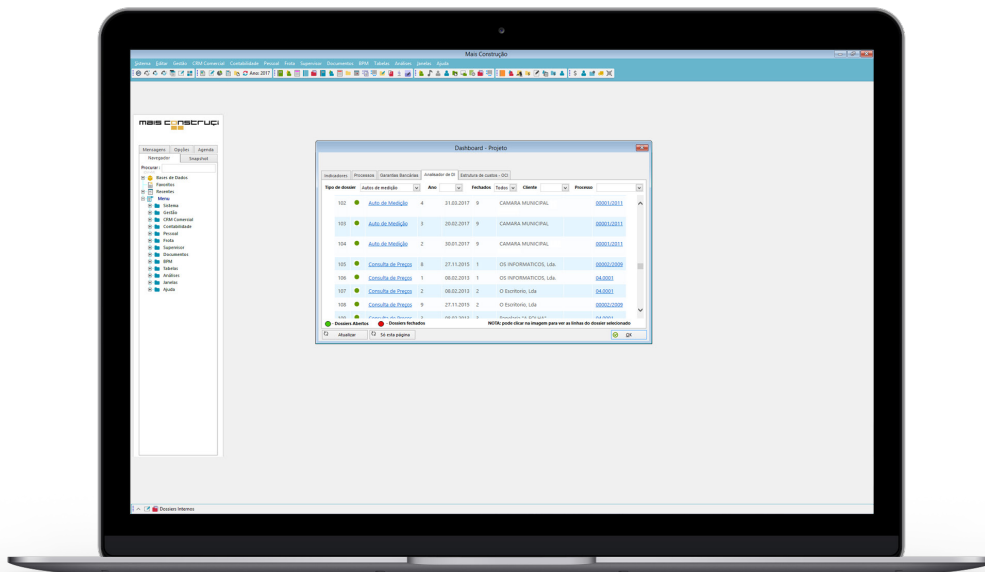 Mais Construção
Sistema Editar Gestão CRM Comercial Contabilidade Pessoal Frota Supervisor Documentos BPM Tabelas Análises Janelas Ajuda
Ano: 2017
mais construçã
Mensagens Opções Agenda
Navegador Snapshot
Procurar:
Bases de Dados
Favoritos
Recentes
Menu
Sistema
Gestão
CRM Comercial
Contabilidade
Pessoal
Frota
Supervisor
Documentos
BPM
Tabelas
Análises
Janelas
Ajuda
Dashboard - Projeto
Indicadores Processos Garantias Bancárias Analisador de DI Estrutura de custos - OCI
Tipo de dossier Autos de medição Ano Fechados Todos Cliente Processo
102 Auto de Medição 4 31.03.2017 9 CAMARA MUNICIPAL 00001/2011
103 Auto de Medição 3 20.02.2017 9 CAMARA MUNICIPAL 00001/2011
104 Auto de Medição 2 30.01.2017 9 CAMARA MUNICIPAL 00001/2011
105 Consulta de Preços 8 27.11.2015 1 OS INFORMATICOS, Lda. 00002/2009
106 Consulta de Preços 1 08.02.2013 1 OS INFORMATICOS, Lda. 04.0001
107 Consulta de Preços 2 08.02.2013 2 O Escritorio, Lda 04.0001
108 Consulta de Preços 9 27.11.2015 2 O Escritorio, Lda 00002/2009
- Dossiers Abertos - Dossiers fechados NOTA: pode clicar na imagem para ver as linhas do dossier selecionado
Atualizar Só esta página OK
Dossiers Internos